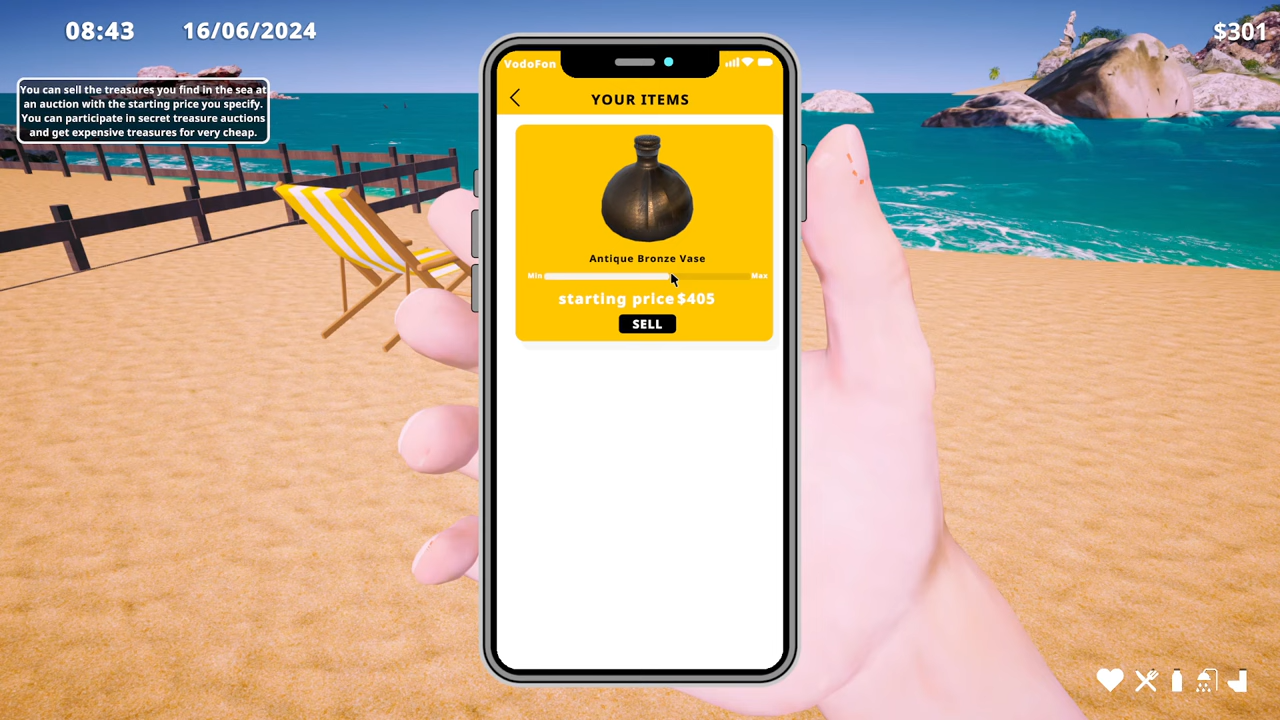 08:43 16/06/2024
$301
You can sell the treasures you find in the sea at
an auction with the starting price you specify.
You can participate in secret treasure auctions
and get expensive treasures for very cheap.
VodoFon
YOUR ITEMS
Antique Bronze Vase
Min Max
starting price $405
SELL